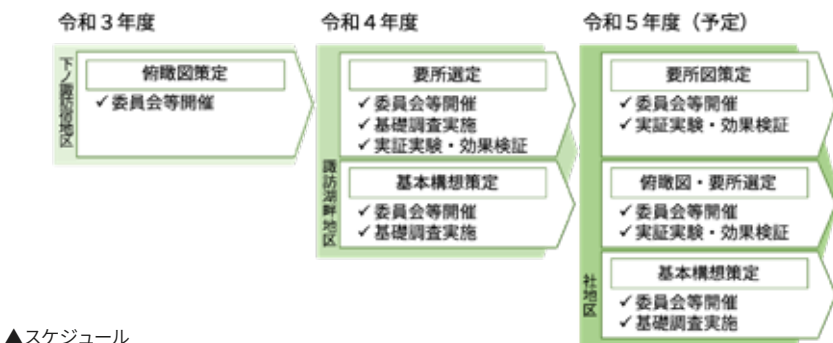 令和３年度
下ノ諏訪宿地区
俯瞰図策定
✓委員会等開催
令和４年度
要所選定
✓委員会等開催
✓基礎調査実施
✓実証実験・効果検証
諏訪湖畔地区
基本構想策定
✓委員会等開催
✓基礎調査実施
令和５年度（予定）
要所図策定
✓委員会等開催
✓実証実験・効果検証
俯瞰図・要所選定
✓委員会等開催
✓実証実験・効果検証
社地区
基本構想策定
✓委員会等開催
✓基礎調査実施
▲スケジュール